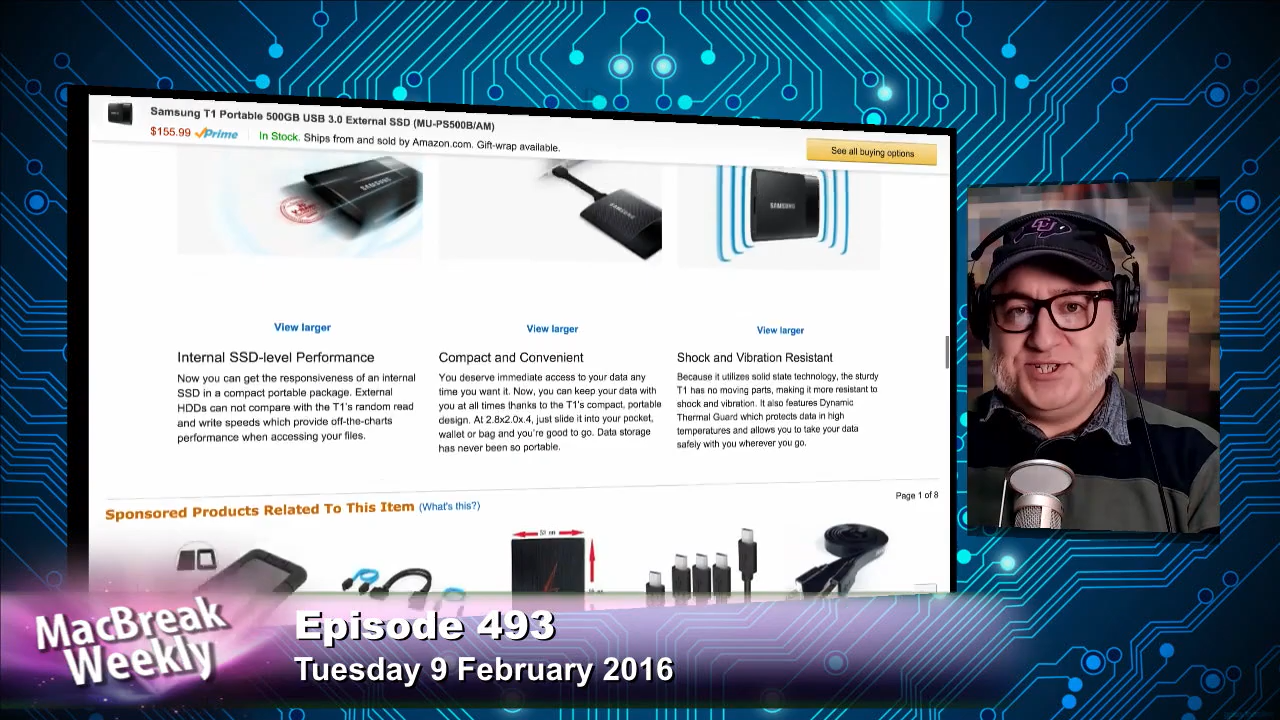 Samsung T1 Portable 500GB USB 3.0 External SSD (MU-PS500B/AM)
$155.99 Prime In Stock. Ships from and sold by Amazon.com. Gift-wrap available.
See all buying options
SAMSUNG
SAMSUNG
SAMSUNG
View larger
View larger
View larger
Internal SSD-level Performance
Now you can get the responsiveness of an internal
SSD in a compact portable package. External
HDDs can not compare with the T1's random read
and write speeds which provide off-the-charts
performance when accessing your files.
Compact and Convenient
You deserve immediate access to your data any
time you want it. Now, you can keep your data with
you at all times thanks to the T1's compact, portable
design. At 2.8x2.0x.4, just slide it into your pocket,
wallet or bag and you're good to go. Data storage
has never been so portable.
Shock and Vibration Resistant
Because it utilizes solid state technology, the sturdy
T1 has no moving parts, making it more resistant to
shock and vibration. It also features Dynamic
Thermal Guard which protects data in high
temperatures and allows you to take your data
safely with you wherever you go.
Sponsored Products Related To This Item (What's this?)
Page 1 of 8
CU
MacBreak
Weekly
Episode 493
Tuesday 9 February 2016